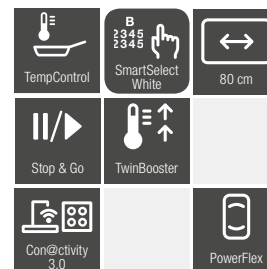 B
2345
2345
TempControl
SmartSelect
White
80 cm
Stop & Go
TwinBooster
Con@ctivity
3.0
PowerFlex